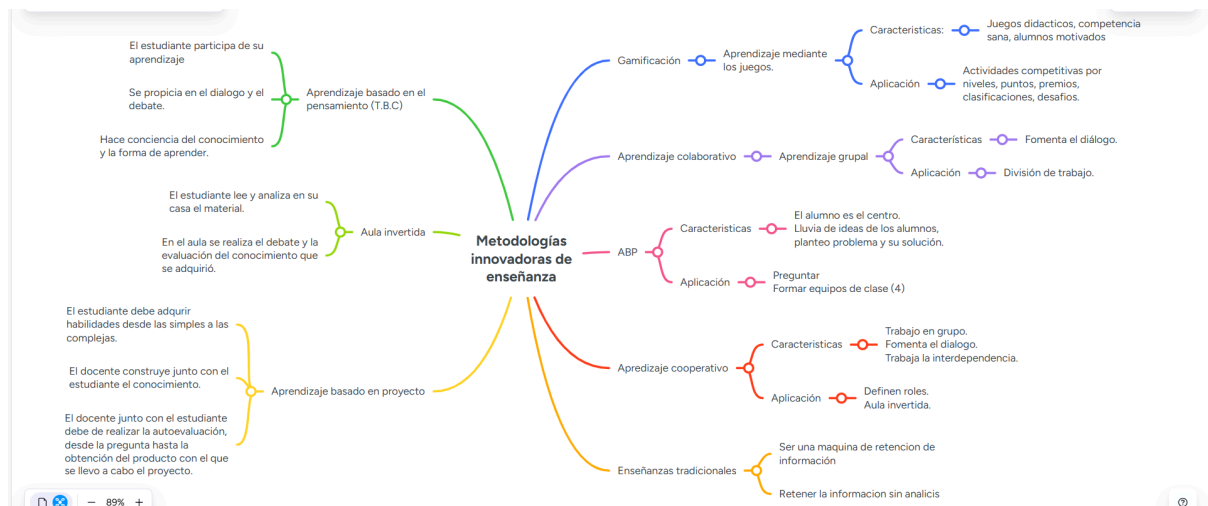 El estudiante participa de su
aprendizaje
Se propicia en el dialogo y el
debate.
Hace conciencia del conocimiento
y la forma de aprender.
Aprendizaje basado en el
pensamiento (T.B.C)
El estudiante lee y analiza en su
casa el material.
En el aula se realiza el debate y la
evaluación del conocimiento que
se adquirió.
Aula invertida
El estudiante debe adqurir
habilidades desde las simples a las
complejas.
El docente construye junto con el
estudiante el conocimiento.
El docente junto con el estudiante
debe de realizar la autoevaluación,
desde la pregunta hasta la
obtención del producto con el que
se llevo a cabo el proyecto.
Aprendizaje basado en proyecto
Metodologías
innovadoras de
enseñanza
Gamificación
Aprendizaje mediante
los juegos.
Caracteristicas:
Juegos didacticos, competencia
sana, alumnos motivados
Aplicación
Actividades competitivas por
niveles, puntos, premios,
clasificaciones, desafios.
Aprendizaje colaborativo
Aprendizaje grupal
Características
Fomenta el diálogo.
Aplicación
División de trabajo.
ABP
Caracteristicas
El alumno es el centro.
Lluvia de ideas de los alumnos,
planteo problema y su solución.
Aplicación
Preguntar
Formar equipos de clase (4)
Apredizaje cooperativo
Caracteristicas
Trabajo en grupo.
Fomenta el dialogo.
Trabaja la interdependencia.
Aplicación
Definen roles.
Aula invertida.
Enseñanzas tradicionales
Ser una maquina de retencion de
información
Retener la informacion sin analicis
89%